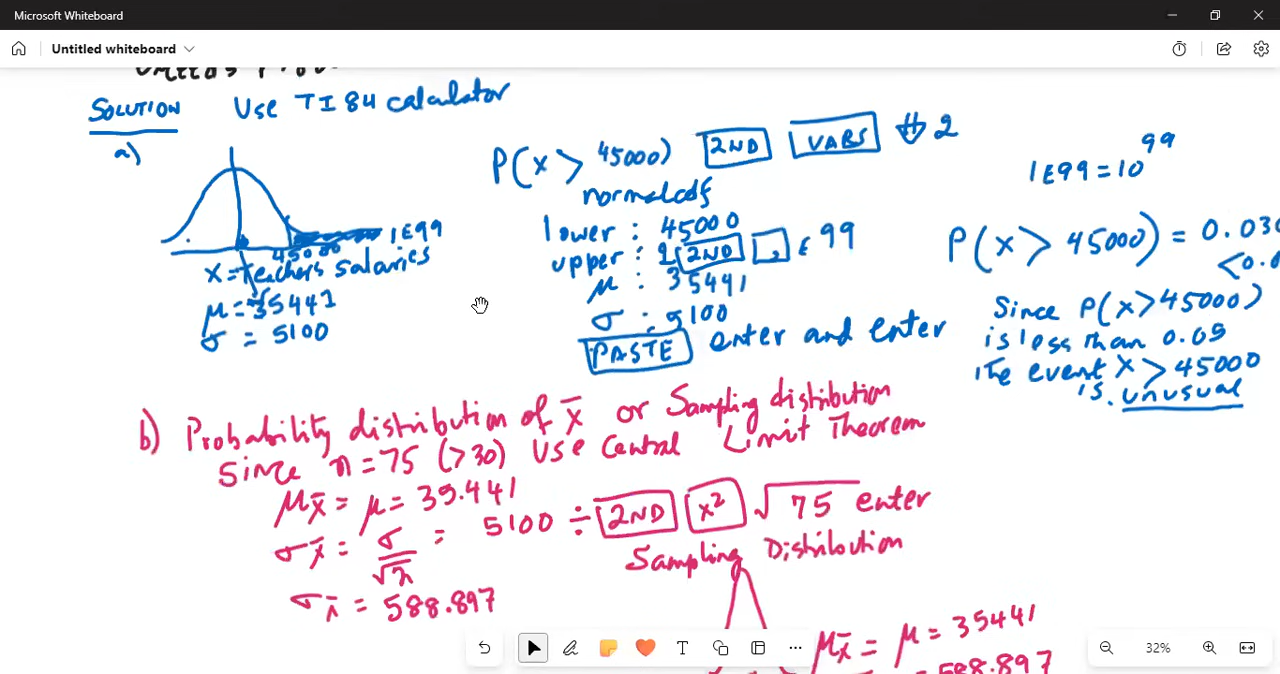 Microsoft Whiteboard
Untitled whiteboard
SOLUTION Use TI 84 calculator
a)
45000 1E99
x = teachers salaries
μ = 35441
σ = 5100
P(x > 45000) 2ND VARS #2
normalcdf
lower : 45000
upper : 1 2ND , E 99
μ : 35441
σ : 5100
PASTE enter and enter
1E99 = 10^99
P(x > 45000) = 0.030
<0.0
Since P(x>45000)
is less than 0.05
The event x > 45000
is unusual
b) Probability distribution of x̄ or Sampling distribution
Since n = 75 (>30) Use Central Limit Theorem
μx̄ = μ = 35.441
σx̄ = σ/√n = 5100 ÷ 2ND x² √75 enter
σx̄ = 588.897
Sampling Distribution
μx̄ = μ = 35441
588.897
T
32%